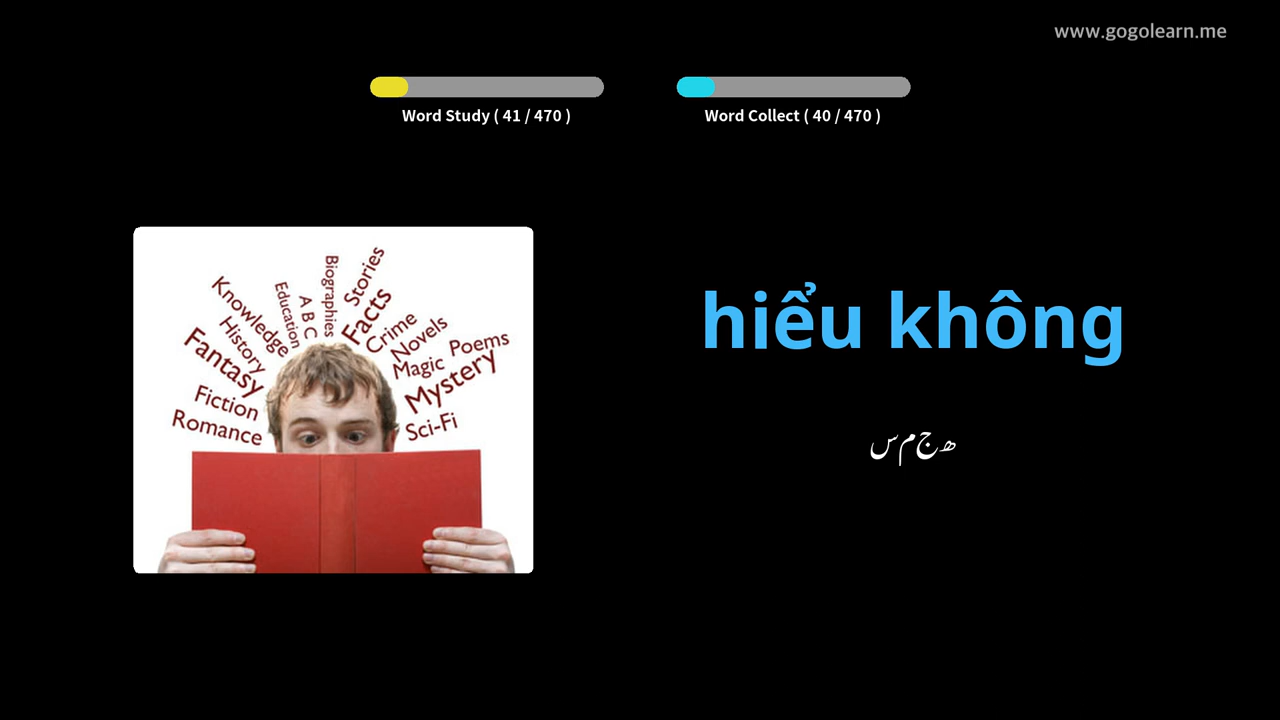 www.gogolearn.me
Word Study ( 41 / 470 )
Word Collect ( 40 / 470 )
Knowledge
History
Fantasy
Fiction
Romance
Education
A B C
Biographies
Stories
Facts
Crime
Novels
Magic
Poems
Mystery
Sci-Fi
hiểu không
ھ ج م س